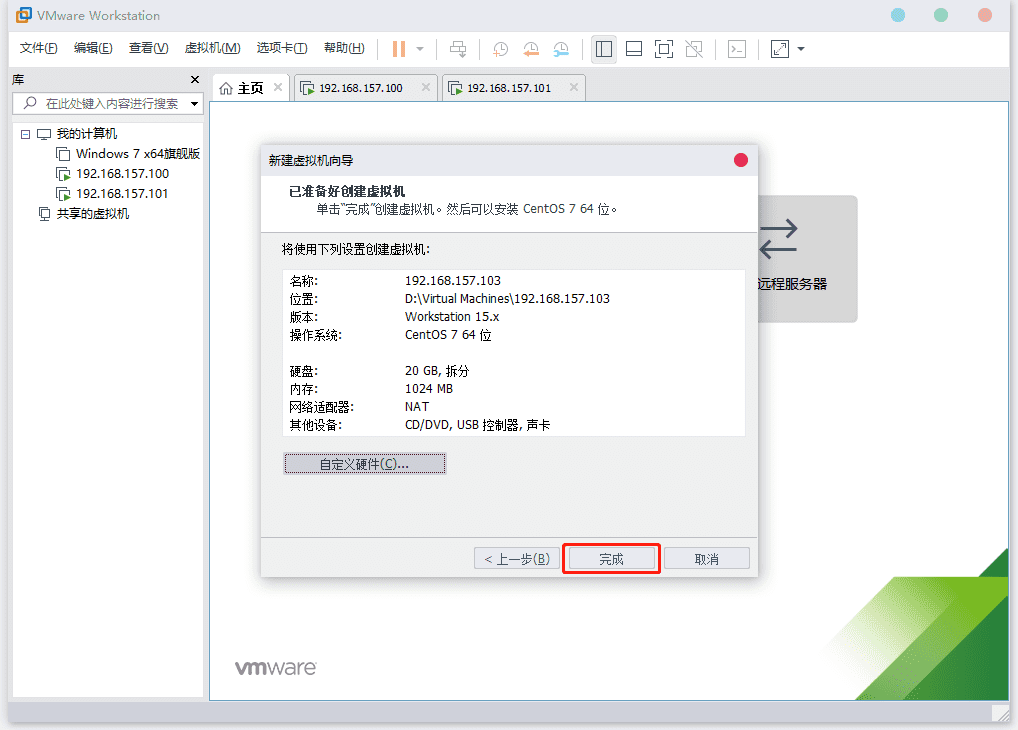 VMware Workstation
文件(F) 编辑(E) 查看(V) 虚拟机(M) 选项卡(T) 帮助(H)
库
在此处键入内容进行搜索
我的计算机
Windows 7 x64旗舰版
192.168.157.100
192.168.157.101
共享的虚拟机
主页 192.168.157.100 192.168.157.101
新建虚拟机向导
已准备好创建虚拟机
单击“完成”创建虚拟机。然后可以安装 CentOS 7 64 位。
将使用下列设置创建虚拟机:
名称: 192.168.157.103
位置: D:\Virtual Machines\192.168.157.103
版本: Workstation 15.x
操作系统: CentOS 7 64 位
硬盘: 20 GB, 拆分
内存: 1024 MB
网络适配器: NAT
其他设备: CD/DVD, USB 控制器, 声卡
自定义硬件(C)...
< 上一步(B) 完成 取消
远程服务器
vmware